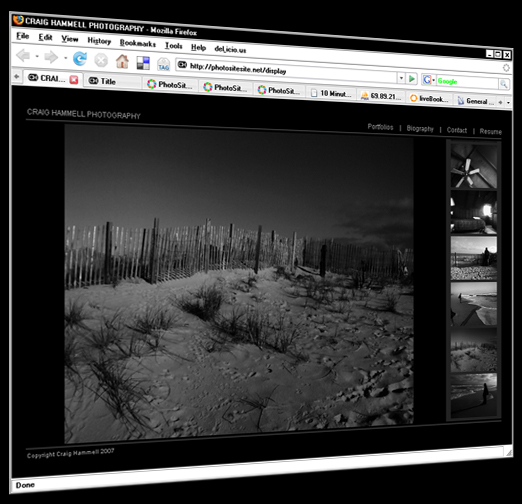 CRAIG HAMMELL PHOTOGRAPHY - Mozilla Firefox
File Edit View History Bookmarks Tools Help del.icio.us
TAG http://photositesite.net/display Google
CRAI... Title PhotoSit... PhotoSit... PhotoSit... 10 Minut... 69.89.21... liveBook... General ...
CRAIG HAMMELL PHOTOGRAPHY
Portfolios | Biography | Contact | Resume
Copyright Craig Hammell 2007
Done